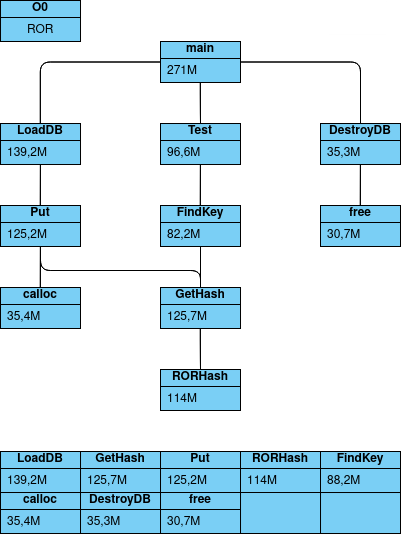 O0
ROR
main
271M
LoadDB Test DestroyDB
139,2M 96,6M 35,3M
Put FindKey free
125,2M 82,2M 30,7M
calloc GetHash
35,4M 125,7M
RORHash
114M
LoadDB GetHash Put RORHash FindKey
139,2M 125,7M 125,2M 114M 88,2M
calloc DestroyDB free
35,4M 35,3M 30,7M